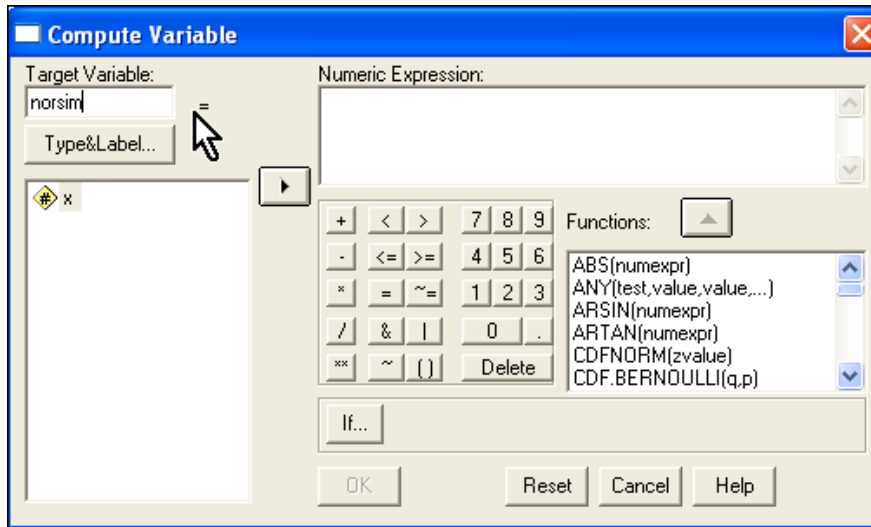 Compute Variable
Target Variable:
norsim
=
Type&Label...
x
Numeric Expression:
+ < > 7 8 9
- <= >= 4 5 6
* = ~= 1 2 3
/ & | 0 .
** ~ () Delete
Functions:
ABS(numexpr)
ANY(test,value,value,...)
ARSIN(numexpr)
ARTAN(numexpr)
CDFNORM(zvalue)
CDF.BERNOULLI(q,p)
If...
OK Reset Cancel Help